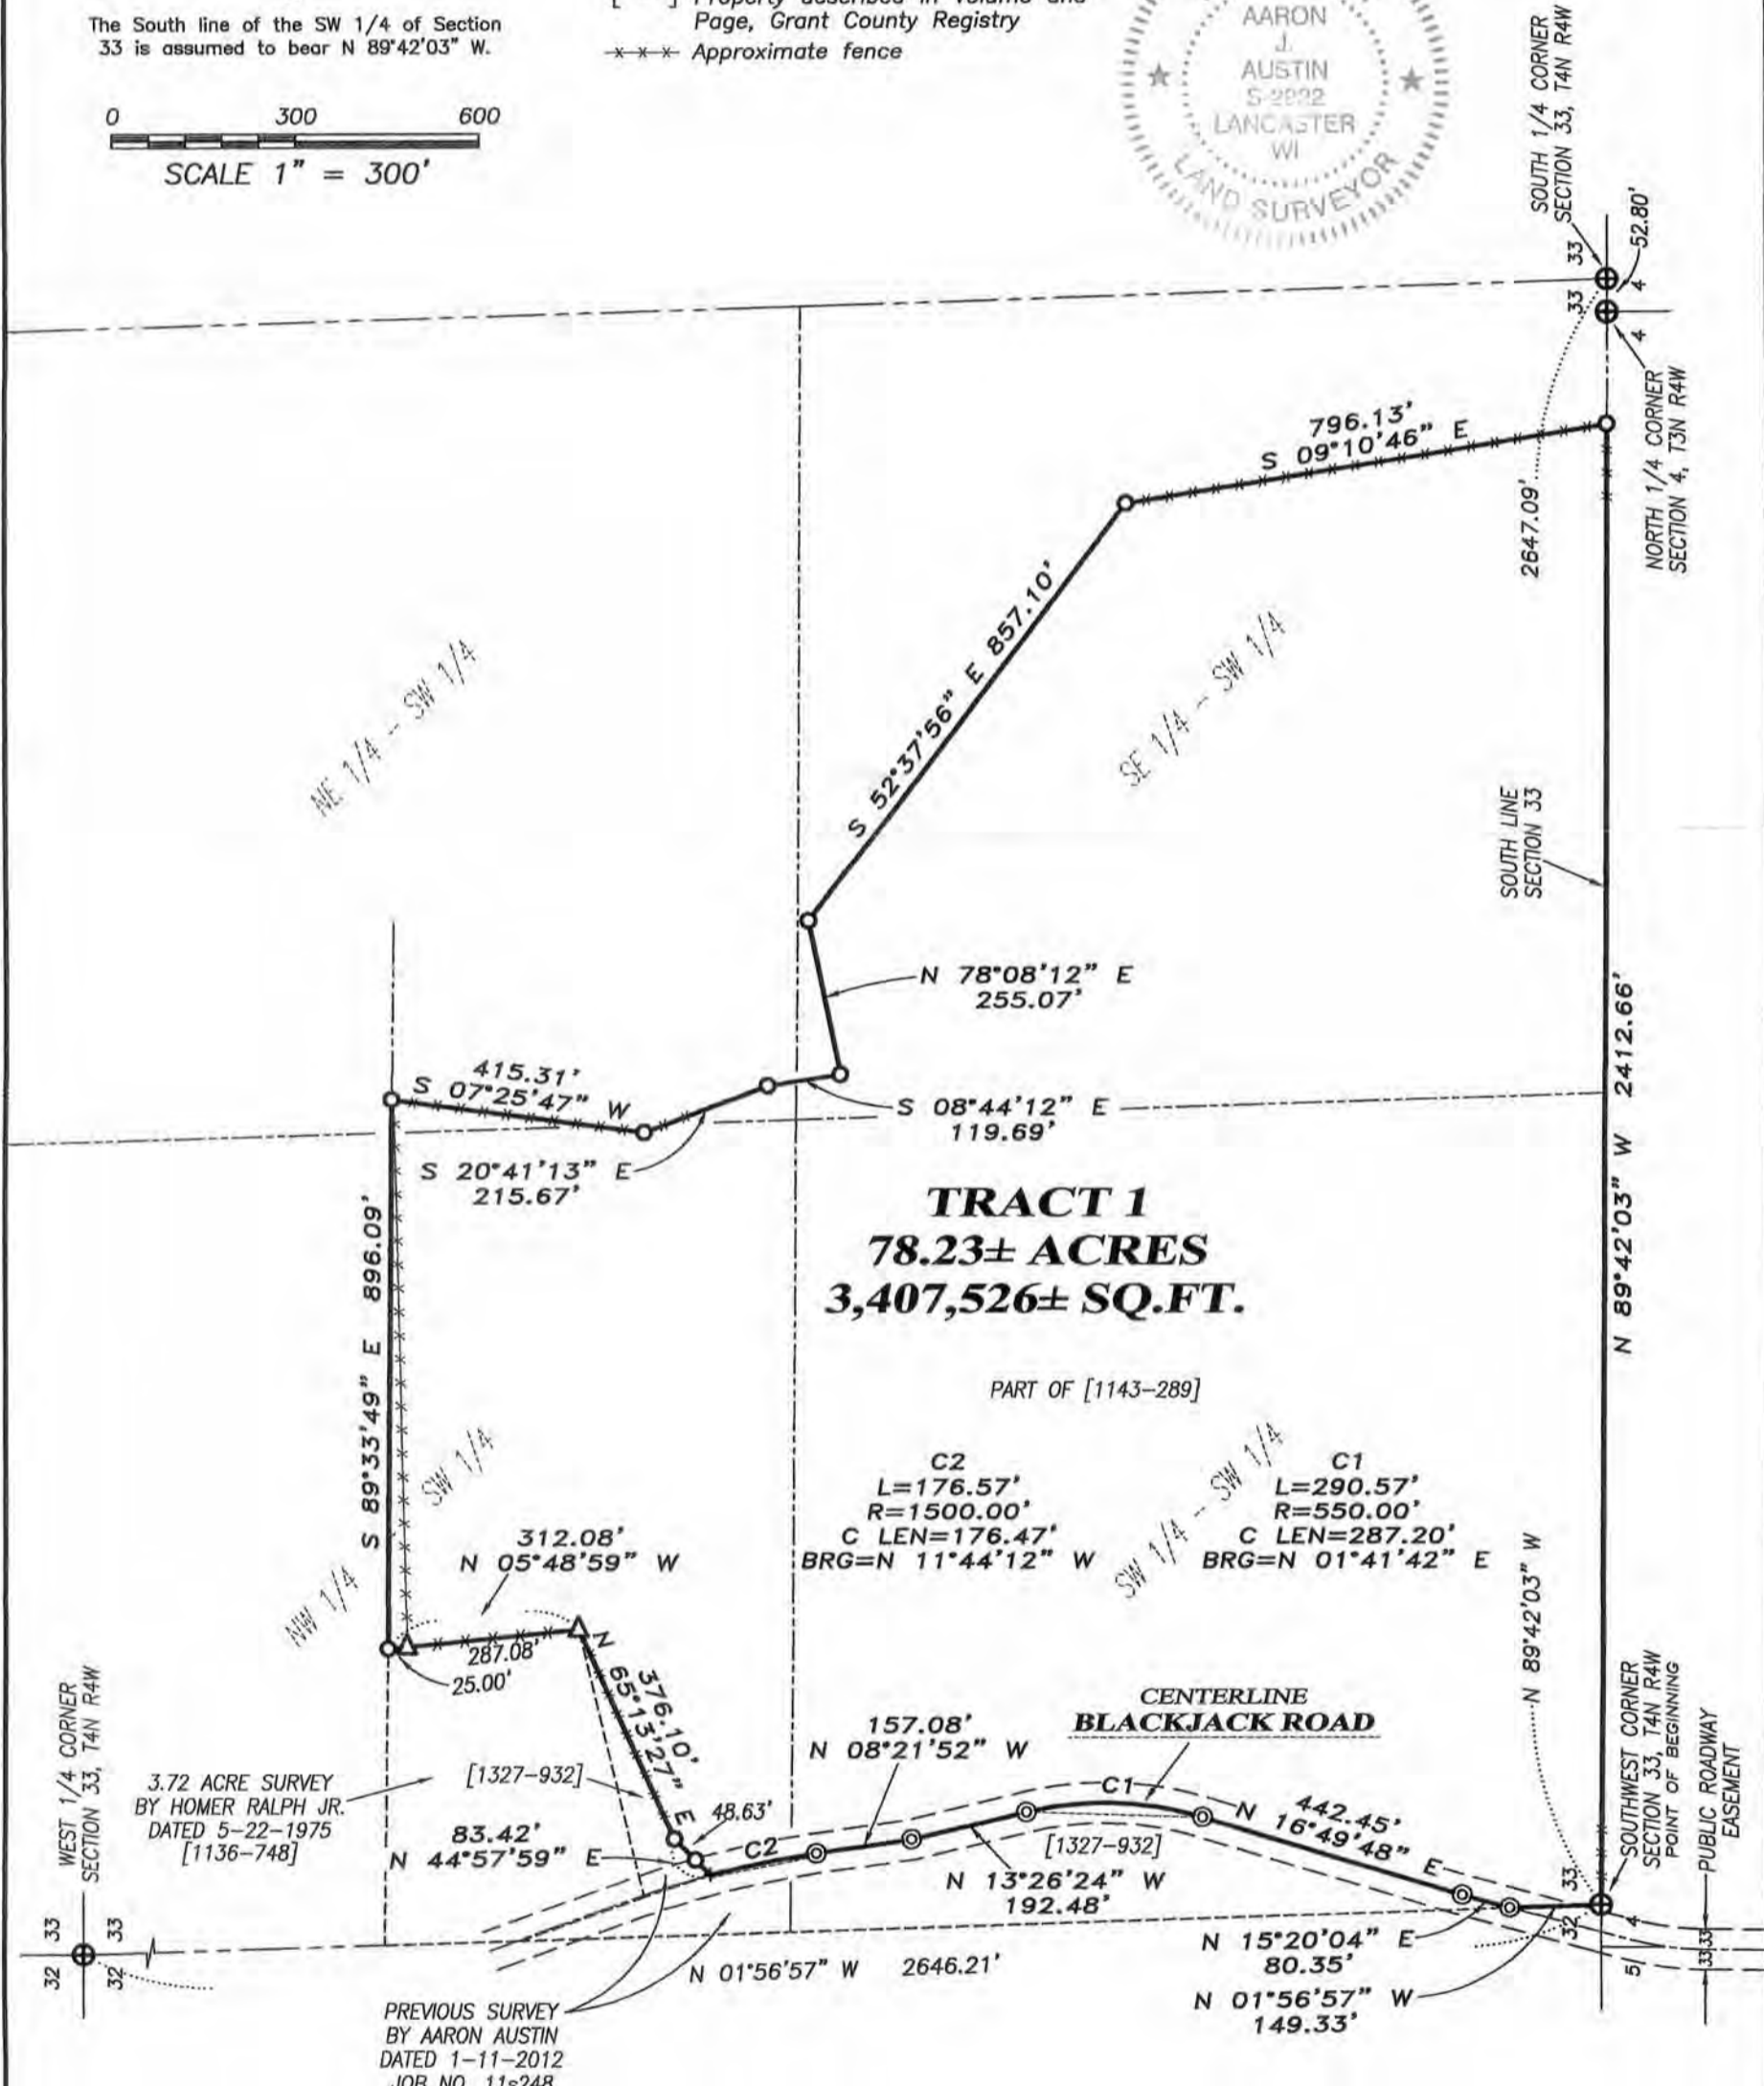 The South line of the SW 1/4 of Section
33 is assumed to bear N 89°42'03" W.
Page, Grant County Registry
Approximate fence
0 300 600
SCALE 1" = 300'
AARON
J.
AUSTIN
LANCASTER
WI
LAND SURVEYOR
SOUTH 1/4 CORNER
SECTION 33, T4N R4W
33
33
4
4
52.80'
NORTH 1/4 CORNER
SECTION 4, T3N R4W
796.13'
S 09°10'46" E
2647.09'
S 52°37'56" E 857.10'
NE 1/4 - SW 1/4
SE 1/4 - SW 1/4
SOUTH LINE
SECTION 33
N 78°08'12" E
255.07'
N 89°42'03" W 2412.66'
415.31'
S 07°25'47" W
S 08°44'12" E
119.69'
S 20°41'13" E
215.67'
TRACT 1
78.23± ACRES
3,407,526± SQ.FT.
S 89°33'49" E 896.09'
PART OF [1143-289]
NW 1/4
SW 1/4
C2
L=176.57'
R=1500.00'
C LEN=176.47'
BRG=N 11°44'12" W
SW 1/4 - SW 1/4
C1
L=290.57'
R=550.00'
C LEN=287.20'
BRG=N 01°41'42" E
312.08'
N 05°48'59" W
287.08'
25.00'
376.10'
N 65°13'27" E
N 89°42'03" W
WEST 1/4 CORNER
SECTION 33, T4N R4W
3.72 ACRE SURVEY
BY HOMER RALPH JR.
DATED 5-22-1975
[1136-748]
[1327-932]
48.63'
83.42'
N 44°57'59" E
C2
157.08'
N 08°21'52" W
CENTERLINE
BLACKJACK ROAD
C1
[1327-932]
N 13°26'24" W
192.48'
442.45'
N 16°49'48" E
SOUTHWEST CORNER
SECTION 33, T4N R4W
POINT OF BEGINNING
PUBLIC ROADWAY
EASEMENT
33
32
4
5
33
33
33
33
32
32
N 01°56'57" W 2646.21'
N 15°20'04" E
80.35'
N 01°56'57" W
149.33'
PREVIOUS SURVEY
BY AARON AUSTIN
DATED 1-11-2012
JOB NO. 11s248